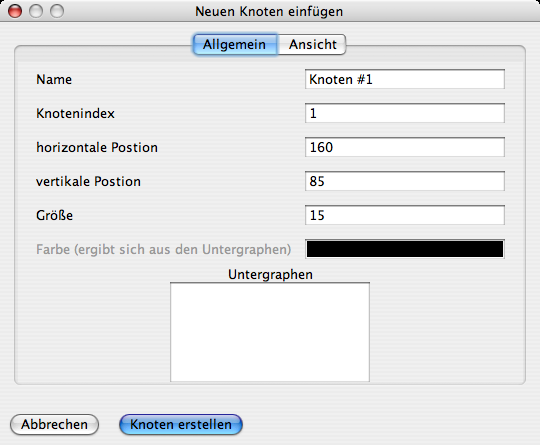 Neuen Knoten einfügen
Allgemein Ansicht
Name Knoten #1
Knotenindex 1
horizontale Postion 160
vertikale Postion 85
Größe 15
Farbe (ergibt sich aus den Untergraphen)
Untergraphen
Abbrechen Knoten erstellen